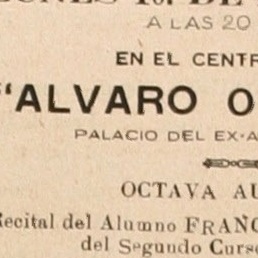 A LAS 20
EN EL CENTR
"ALVARO O
PALACIO DEL EX-A
OCTAVA AU
Recital del Alumno FRANC
del Segundo Curs